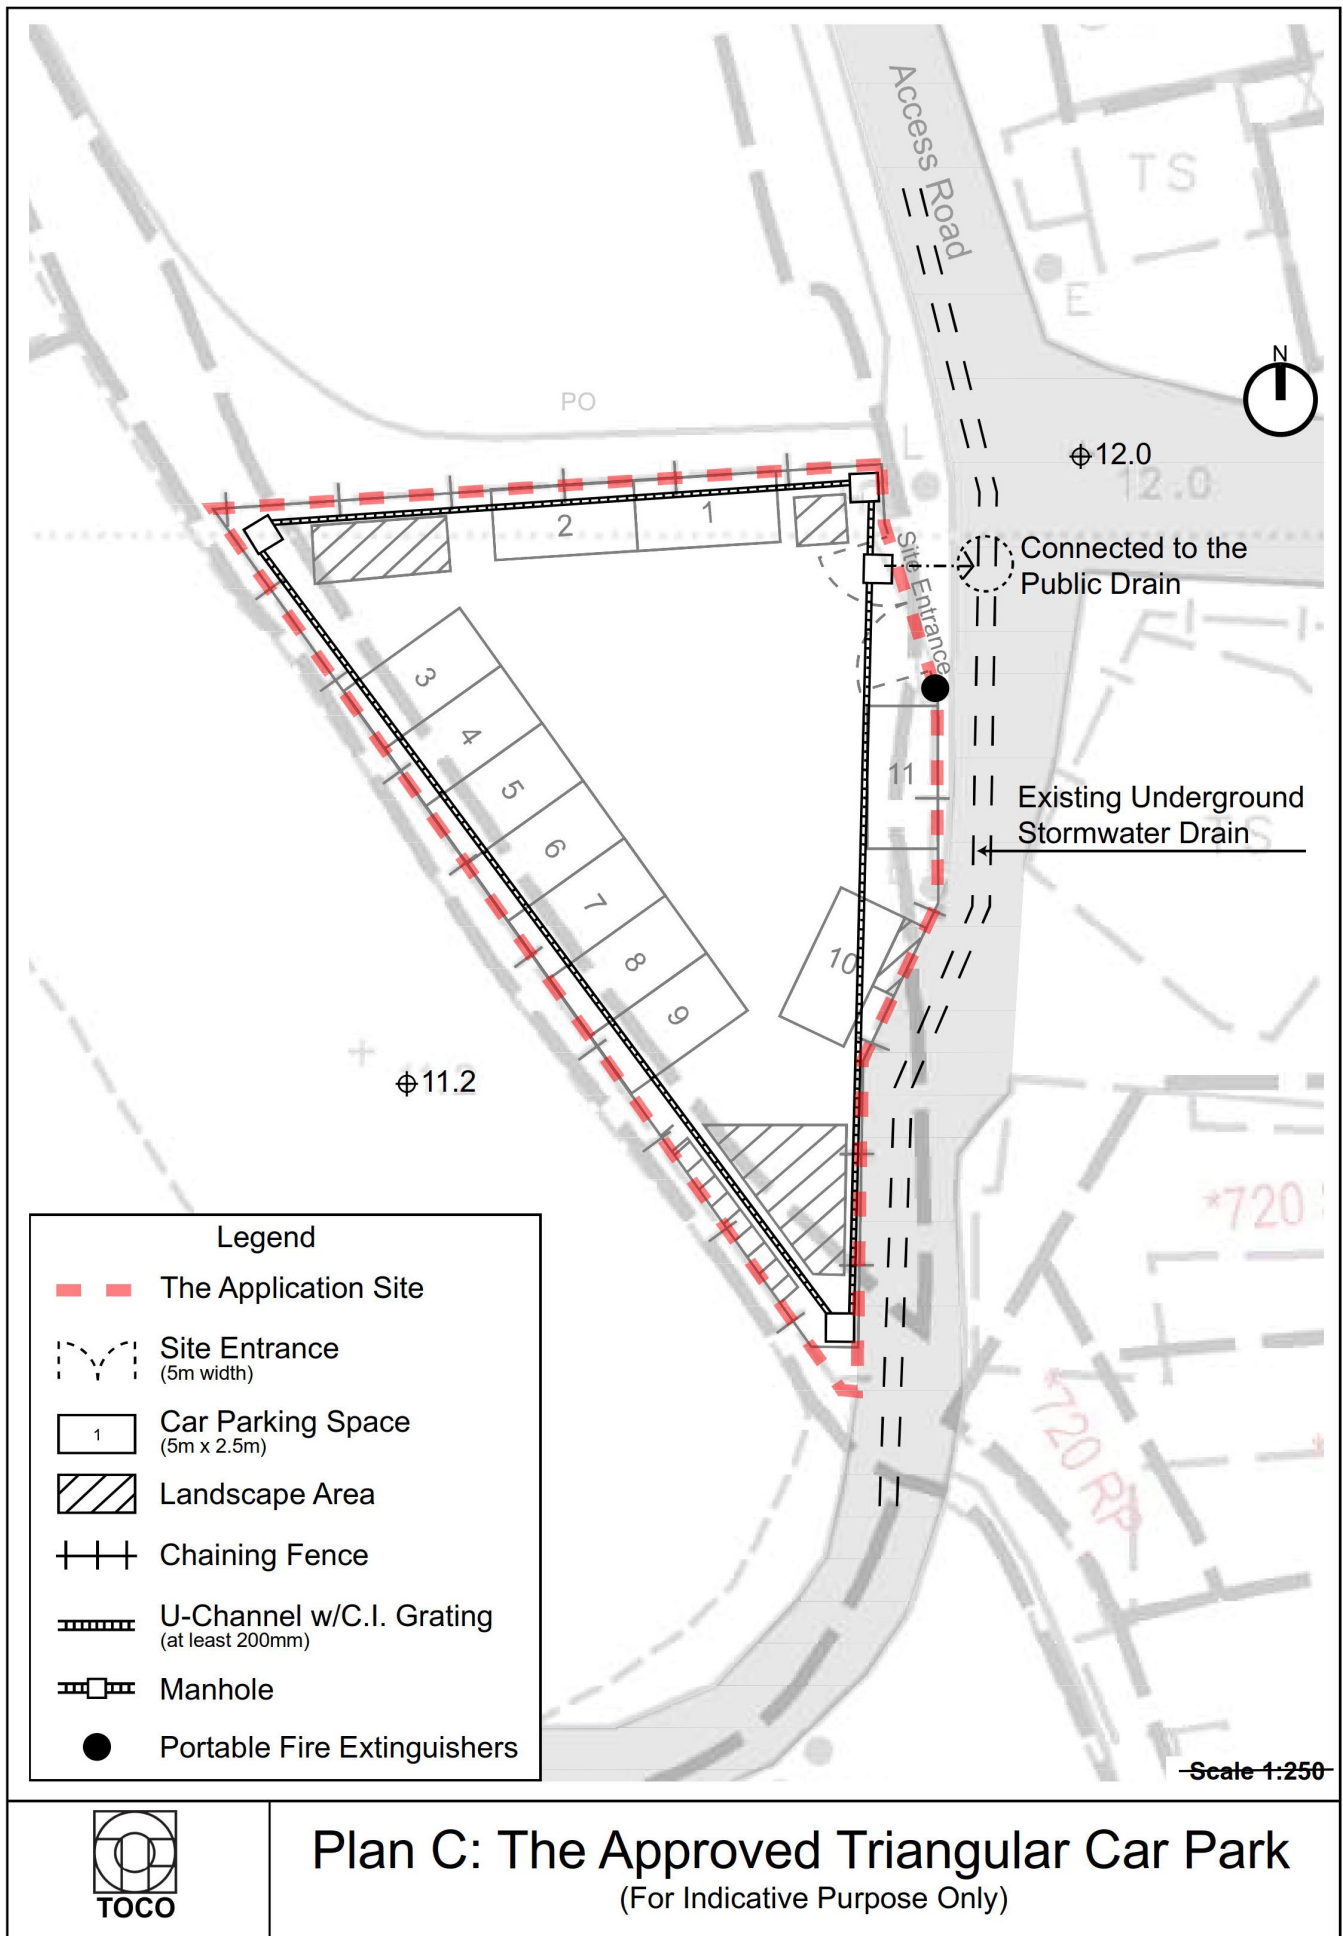 Access Road
TS
E
N
PO
L
12.0
12.0
1
2
Site Entrance
Connected to the
Public Drain
3
4
5
6
7
8
9
10
11
Existing Underground
Stormwater Drain
TS
11.2
*720
*720 RP
Legend
The Application Site
Site Entrance
(5m width)
1
Car Parking Space
(5m x 2.5m)
Landscape Area
Chaining Fence
U-Channel w/C.I. Grating
(at least 200mm)
Manhole
Portable Fire Extinguishers
Scale 1:250
TOCO
Plan C: The Approved Triangular Car Park
(For Indicative Purpose Only)